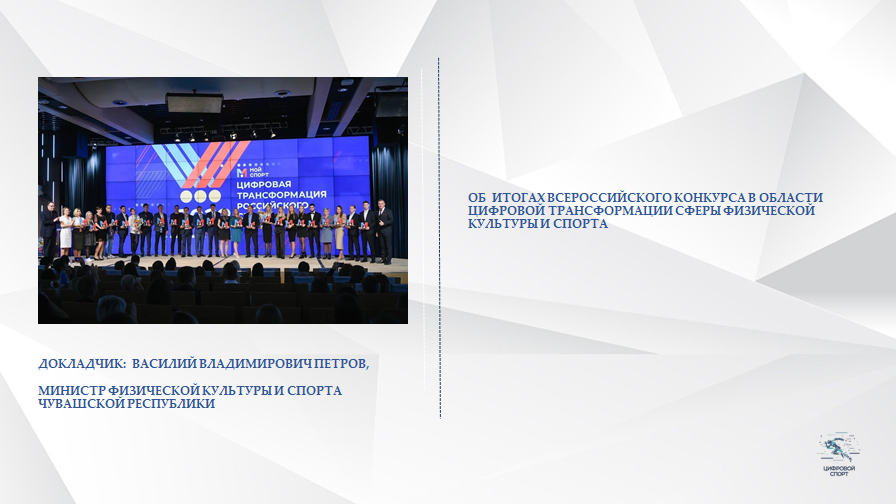 МОЙ
СПОРТ
ЦИФРОВАЯ
ТРАНСФОРМАЦИЯ
РОССИЙСКОГО
ДОКЛАДЧИК: ВАСИЛИЙ ВЛАДИМИРОВИЧ ПЕТРОВ,
МИНИСТР ФИЗИЧЕСКОЙ КУЛЬТУРЫ И СПОРТА
ЧУВАШСКОЙ РЕСПУБЛИКИ
ОБ ИТОГАХ ВСЕРОССИЙСКОГО КОНКУРСА В ОБЛАСТИ
ЦИФРОВОЙ ТРАНСФОРМАЦИИ СФЕРЫ ФИЗИЧЕСКОЙ
КУЛЬТУРЫ И СПОРТА
ЦИФРОВОЙ
СПОРТ